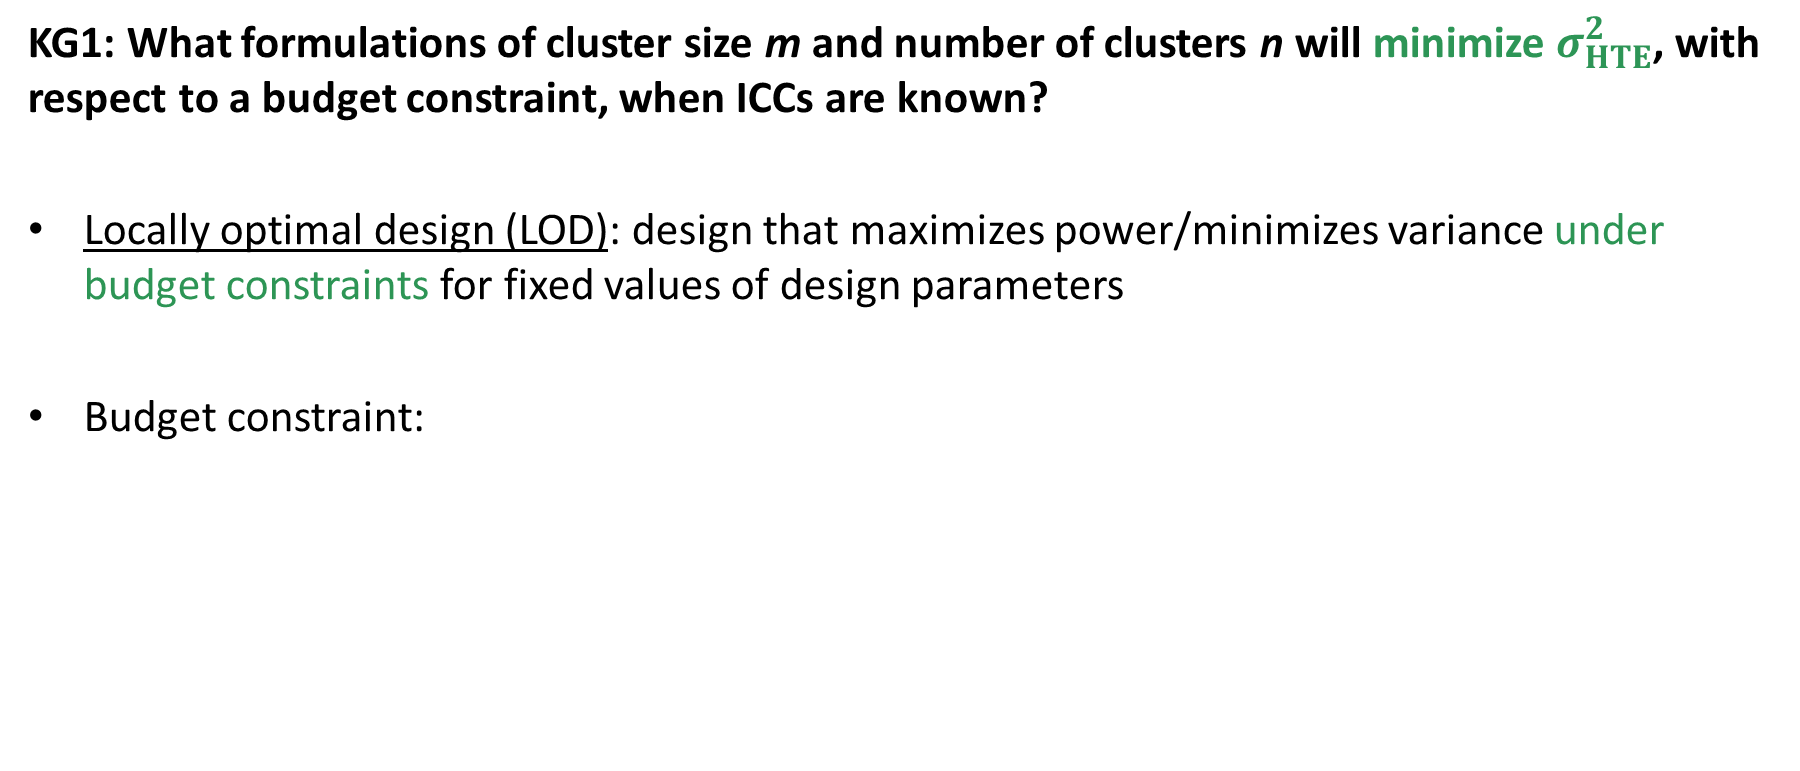 KG1: What formulations of cluster size m and number of clusters n will minimize σ²HTE, with
respect to a budget constraint, when ICCs are known?
• Locally optimal design (LOD): design that maximizes power/minimizes variance under
budget constraints for fixed values of design parameters
• Budget constraint: